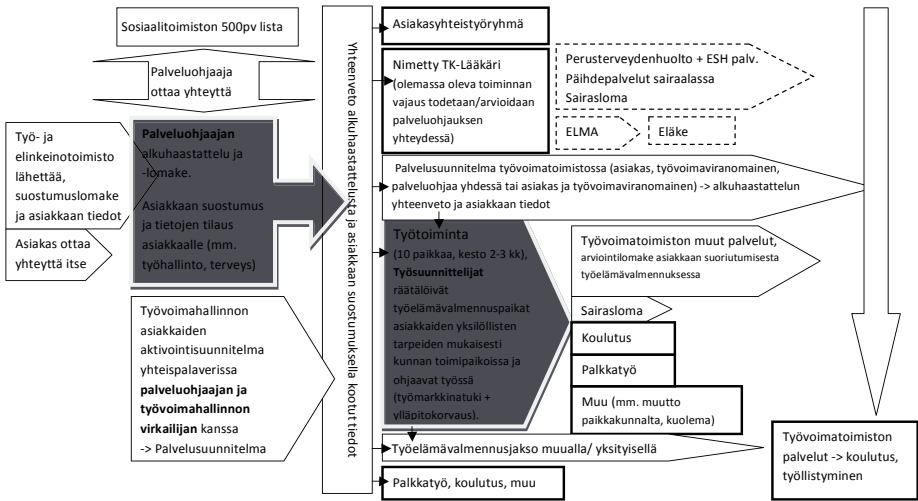 Sosiaalitoimiston 500pv lista
Palveluohjaaja
ottaa yhteyttä
Työ- ja
elinkeinotoimisto
lähettää,
suostumuslomake
ja asiakkaan tiedot
Asiakas ottaa
yhteyttä itse
Palveluohjaajan
alkuhaastattelu ja
-lomake.
Asiakkaan suostumus
ja tietojen tilaus
asiakkaalle (mm.
työhallinto, terveys)
Työvoimahallinnon
asiakkaiden
aktivointisuunnitelma
yhteispalaverissa
palveluohjaajan ja
työvoimahallinnon
virkailijan kanssa
-> Palvelusuunnitelma
Yhteenveto alkuhaastattelusta ja asiakkaan suostumuksella kootut tiedot
Asiakasyhteistyöryhmä
Nimetty TK-Lääkäri
(olemassa oleva toiminnan
vajaus todetaan/arvioidaan
palveluohjauksen
yhteydessä)
Perusterveydenhuolto + ESH palv.
Päihdepalvelut sairaalassa
Sairasloma
ELMA
Eläke
Palvelusuunnitelma työvoimatoimistossa (asiakas, työvoimaviranomainen,
palveluohjaa yhdessä tai asiakas ja työvoimaviranomainen) -> alkuhaastattelun
yhteenveto ja asiakkaan tiedot
Työtoiminta
(10 paikkaa, kesto 2-3 kk),
Työsuunnittelijat
räätälöivät
työelämävalmennuspaikat
asiakkaiden yksilöllisten
tarpeiden mukaisesti
kunnan toimipaikoissa ja
ohjaavat työssä
(työmarkkinatuki +
ylläpitokorvaus).
Työvoimatoimiston muut palvelut,
arviointilomake asiakkaan suoriutumisesta
työelämävalmennuksessa
Sairasloma
Koulutus
Palkkatyö
Muu (mm. muutto
paikkakunnalta, kuolema)
Työelämävalmennusjakso muualla/ yksityisellä
Palkkatyö, koulutus, muu
Työvoimatoimiston
palvelut -> koulutus,
työllistyminen